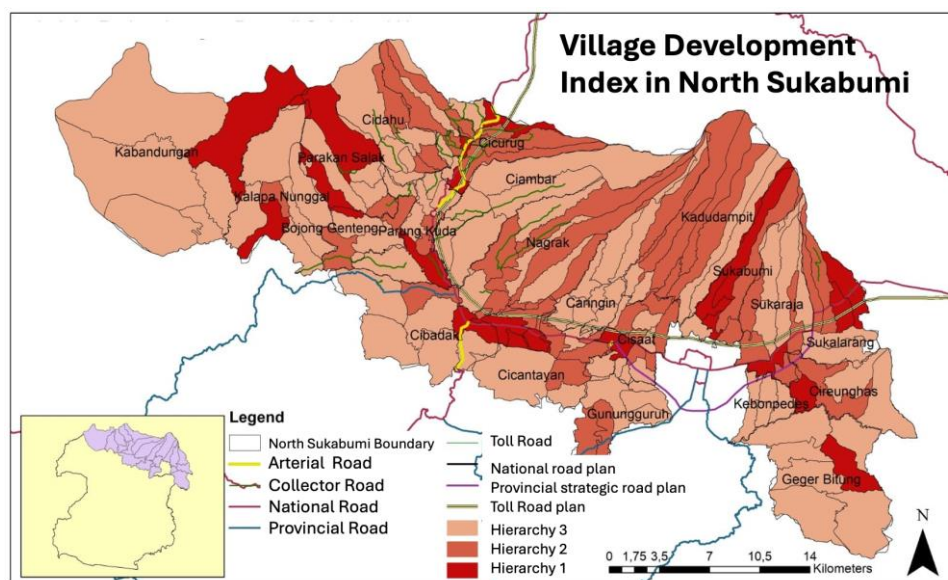 Village Development
Index in North Sukabumi
Cidahu
Cicurug
Kabandungan
Parakan Salak
Ciambar
Kalapa Nunggal
Kadudampit
Bojong Genteng
Parung Kuda
Nagrak
Sukabumi
Caringin
Sukaraja
Cibadak
Cisaat
Sukalarang
Cicantayan
Cireunghas
Kebonpedes
Gunungguruh
Geger Bitung
Legend
North Sukabumi Boundary
Arterial Road
Collector Road
National Road
Provincial Road
Toll Road
National road plan
Provincial strategic road plan
Toll Road plan
Hierarchy 3
Hierarchy 2
Hierarchy 1
N
0 1,75 3,5 7 10,5 14
Kilometers